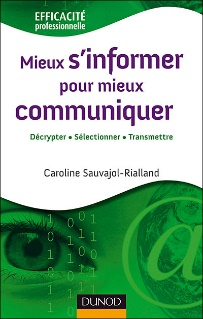 EFFICACITÉ
professionnelle
Mieux s'informer
pour mieux
communiquer
Décrypter • Sélectionner • Transmettre
Caroline Sauvajol-Rialland
@
DUNOD